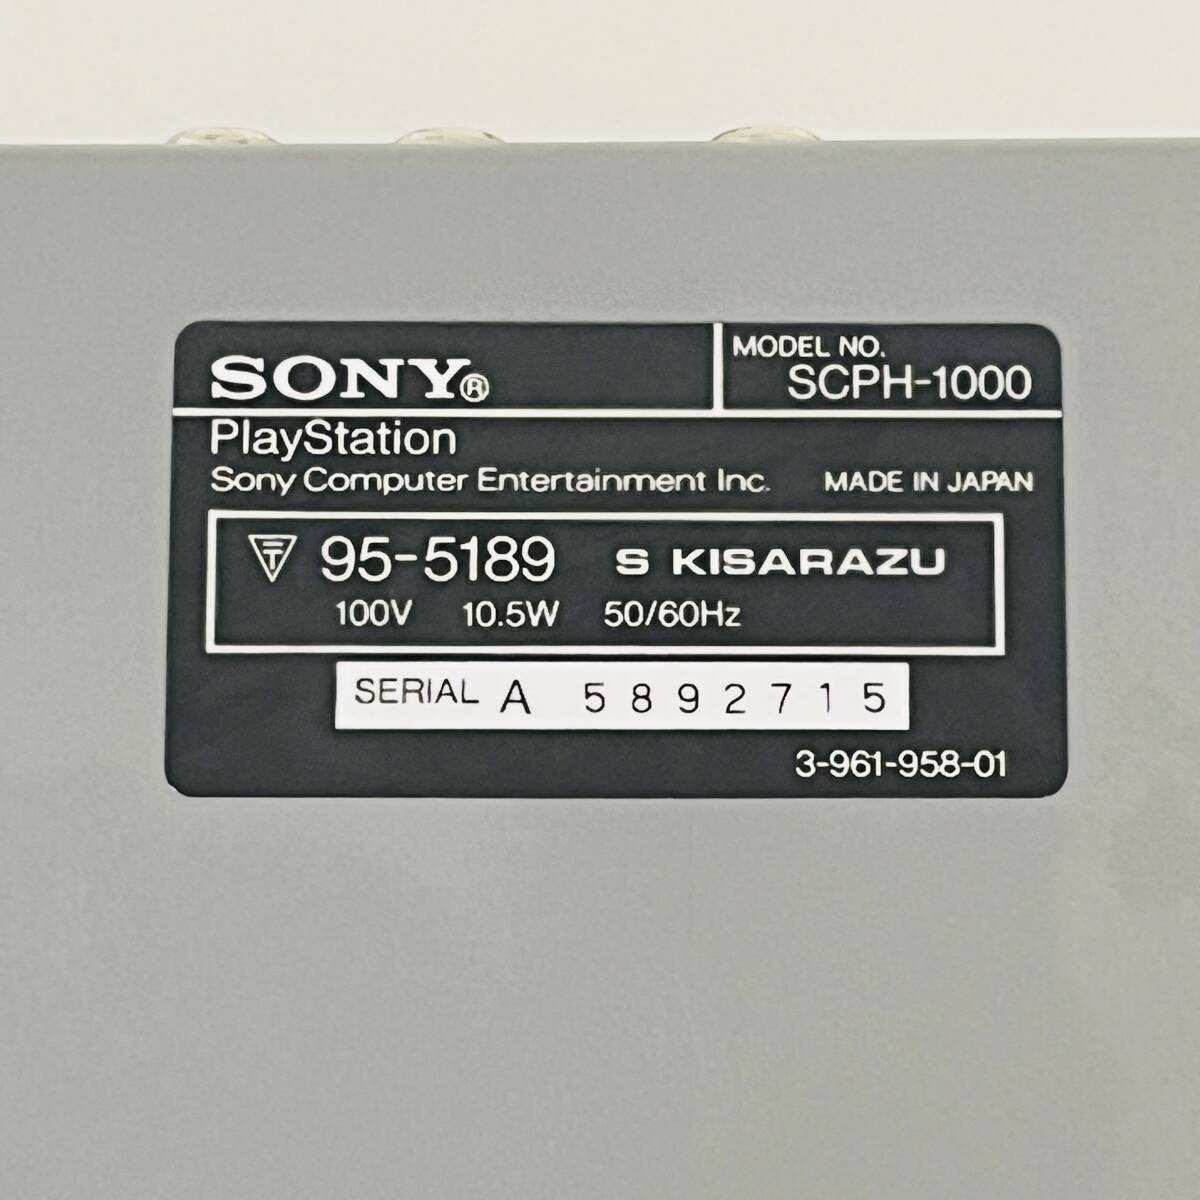 SONY®
MODEL NO.
SCPH-1000
PlayStation
Sony Computer Entertainment Inc. MADE IN JAPAN
〒 95-5189 S KISARAZU
100V 10.5W 50/60Hz
SERIAL A 5892715
3-961-958-01